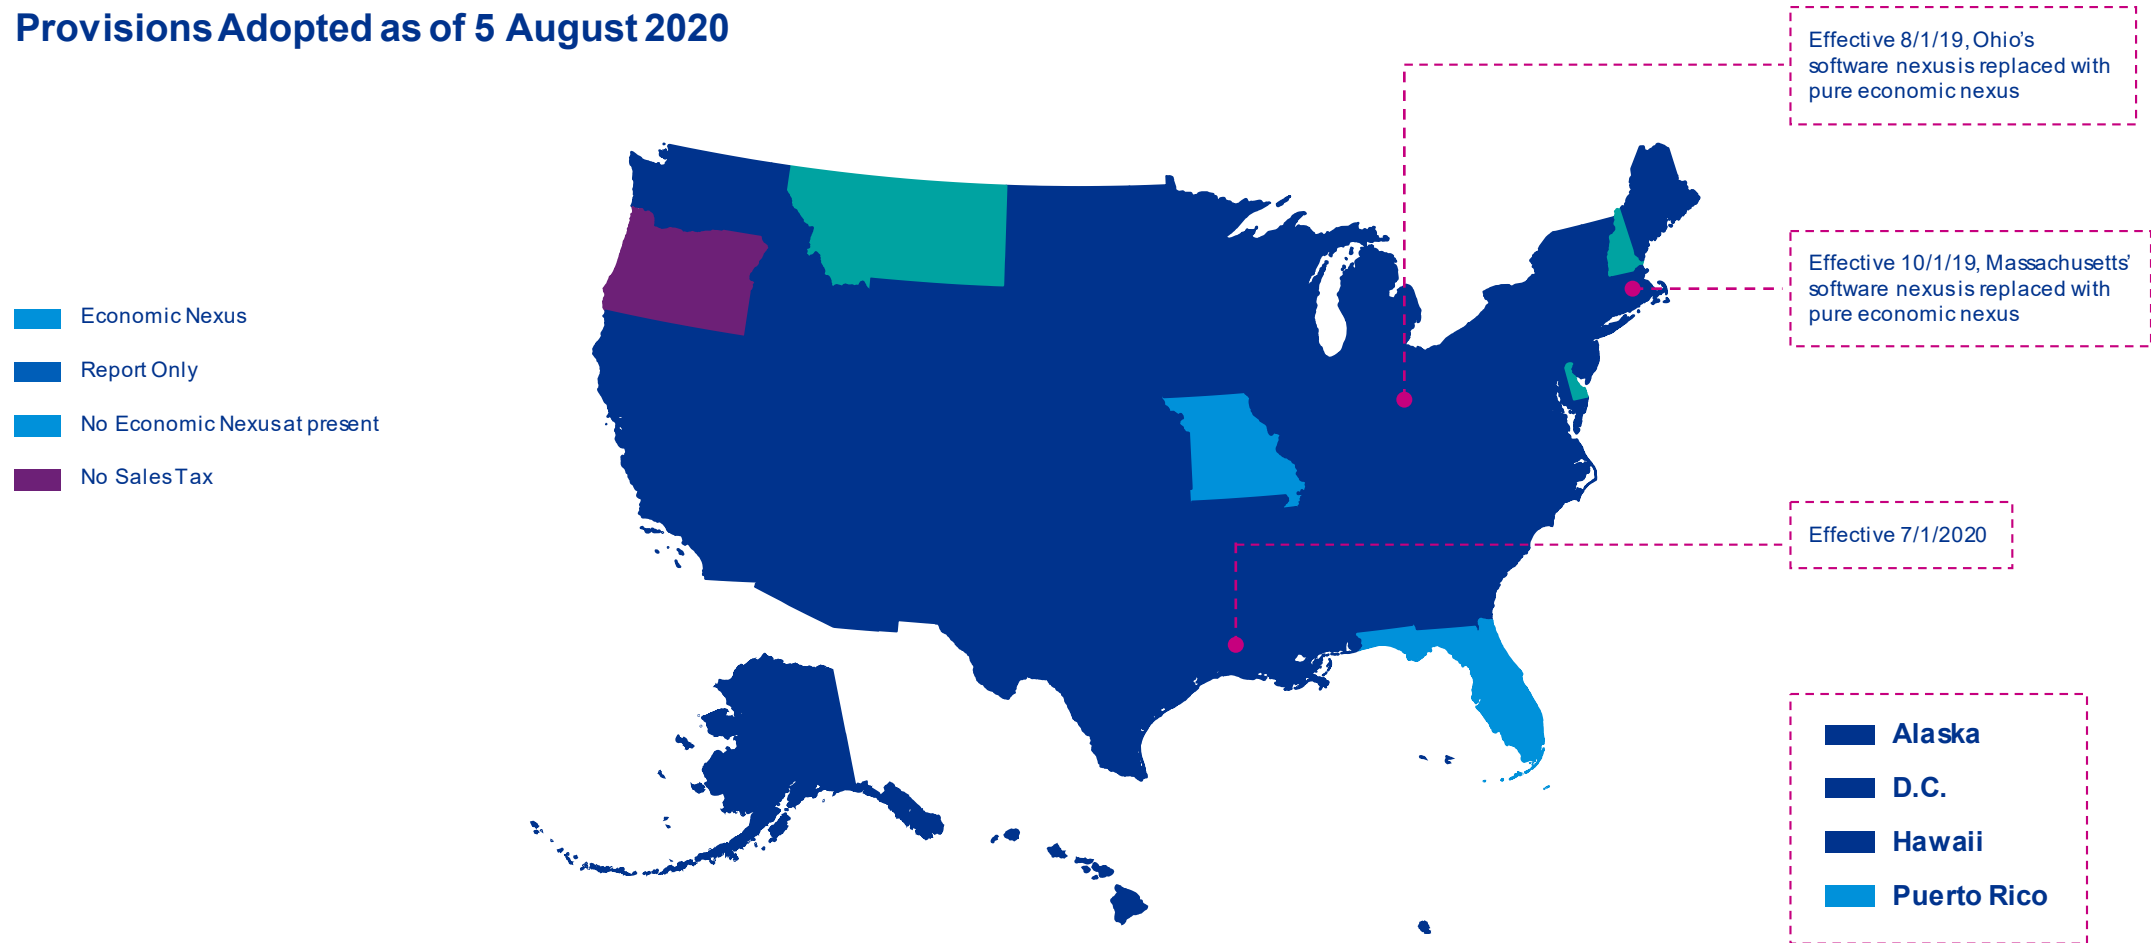 Provisions Adopted as of 5 August 2020
Effective 8/1/19, Ohio's
software nexus is replaced with
pure economic nexus
Effective 10/1/19, Massachusetts'
software nexus is replaced with
pure economic nexus
Economic Nexus
Report Only
No Economic Nexus at present
No Sales Tax
Effective 7/1/2020
Alaska
D.C.
Hawaii
Puerto Rico